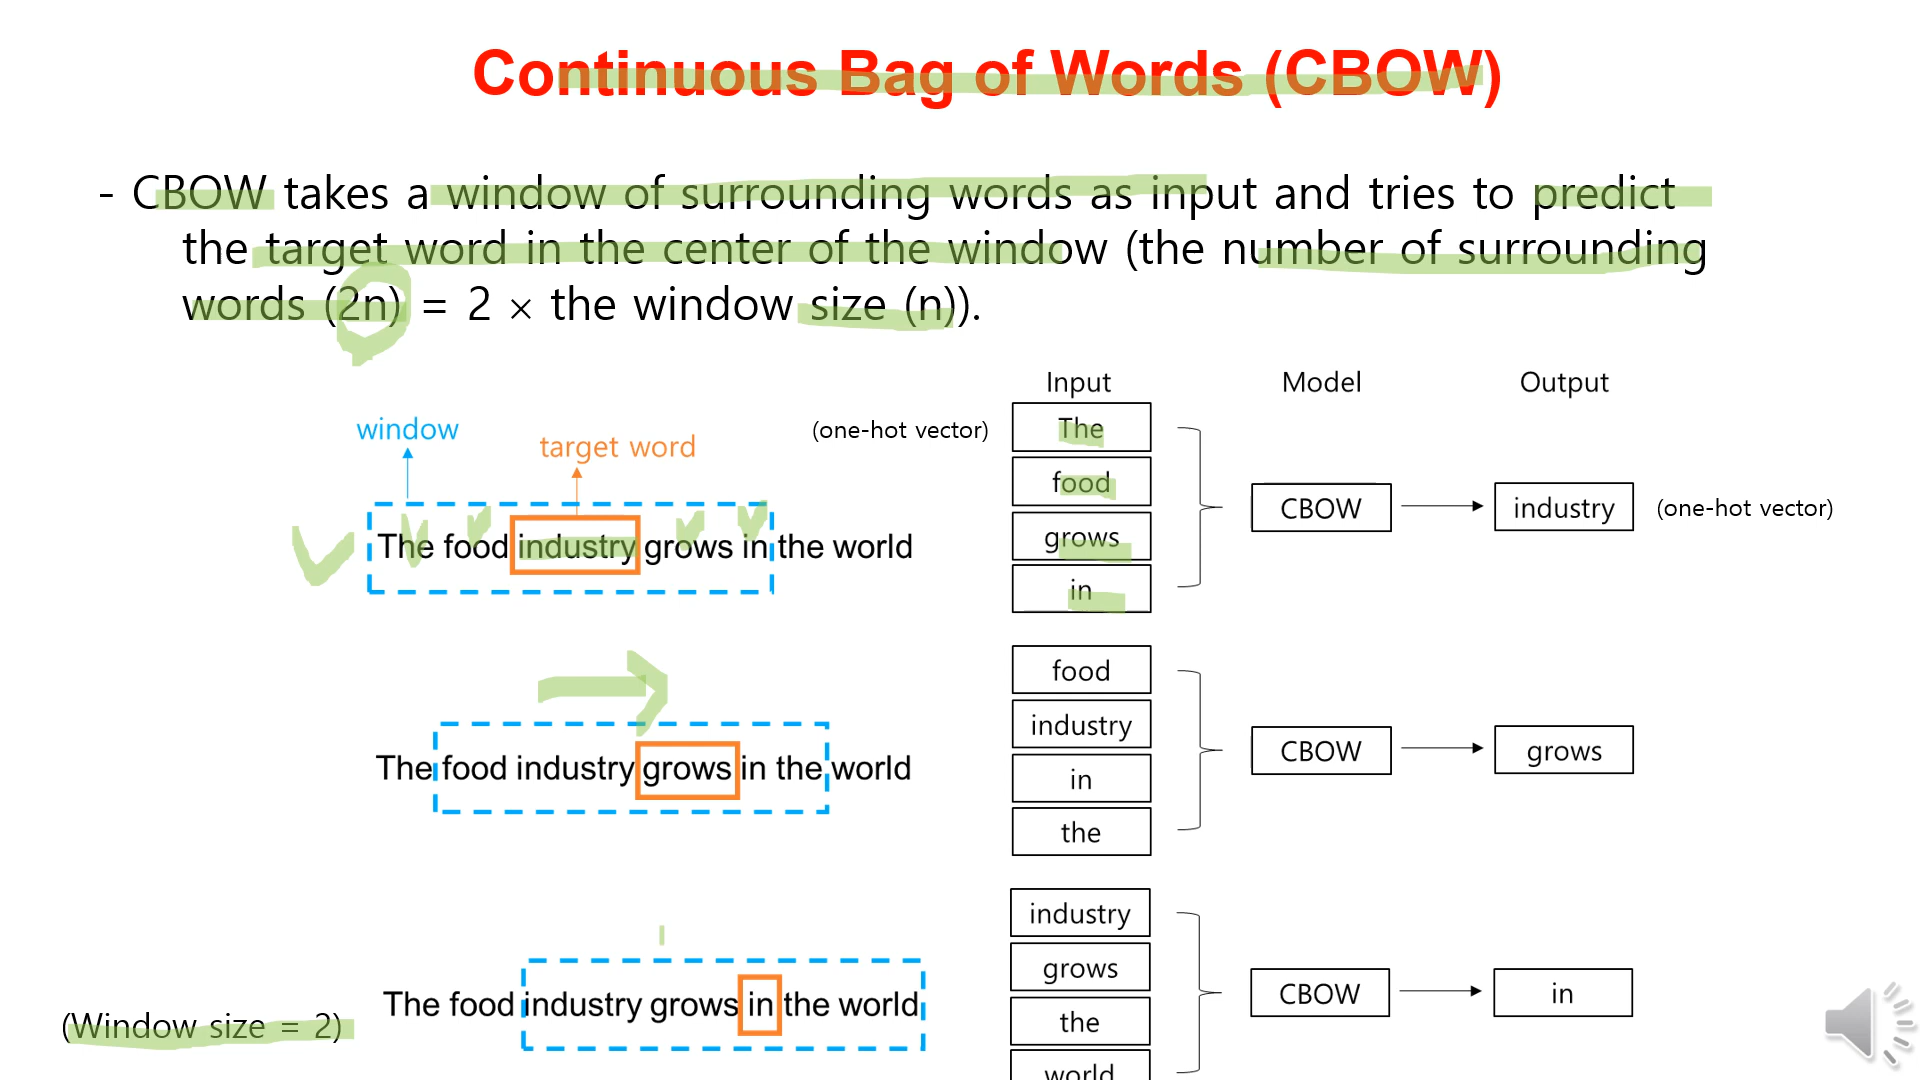 Continuous Bag of Words (CBOW)
- CBOW takes a window of surrounding words as input and tries to predict
the target word in the center of the window (the number of surrounding
words (2n) = 2 × the window size (n)).
window
target word
The food industry grows in the world
The food industry grows in the world
The food industry grows in the world
(Window size = 2)
Input
Model
Output
(one-hot vector)
The
food
grows
in
CBOW
industry
(one-hot vector)
food
industry
in
the
CBOW
grows
industry
grows
the
world
CBOW
in